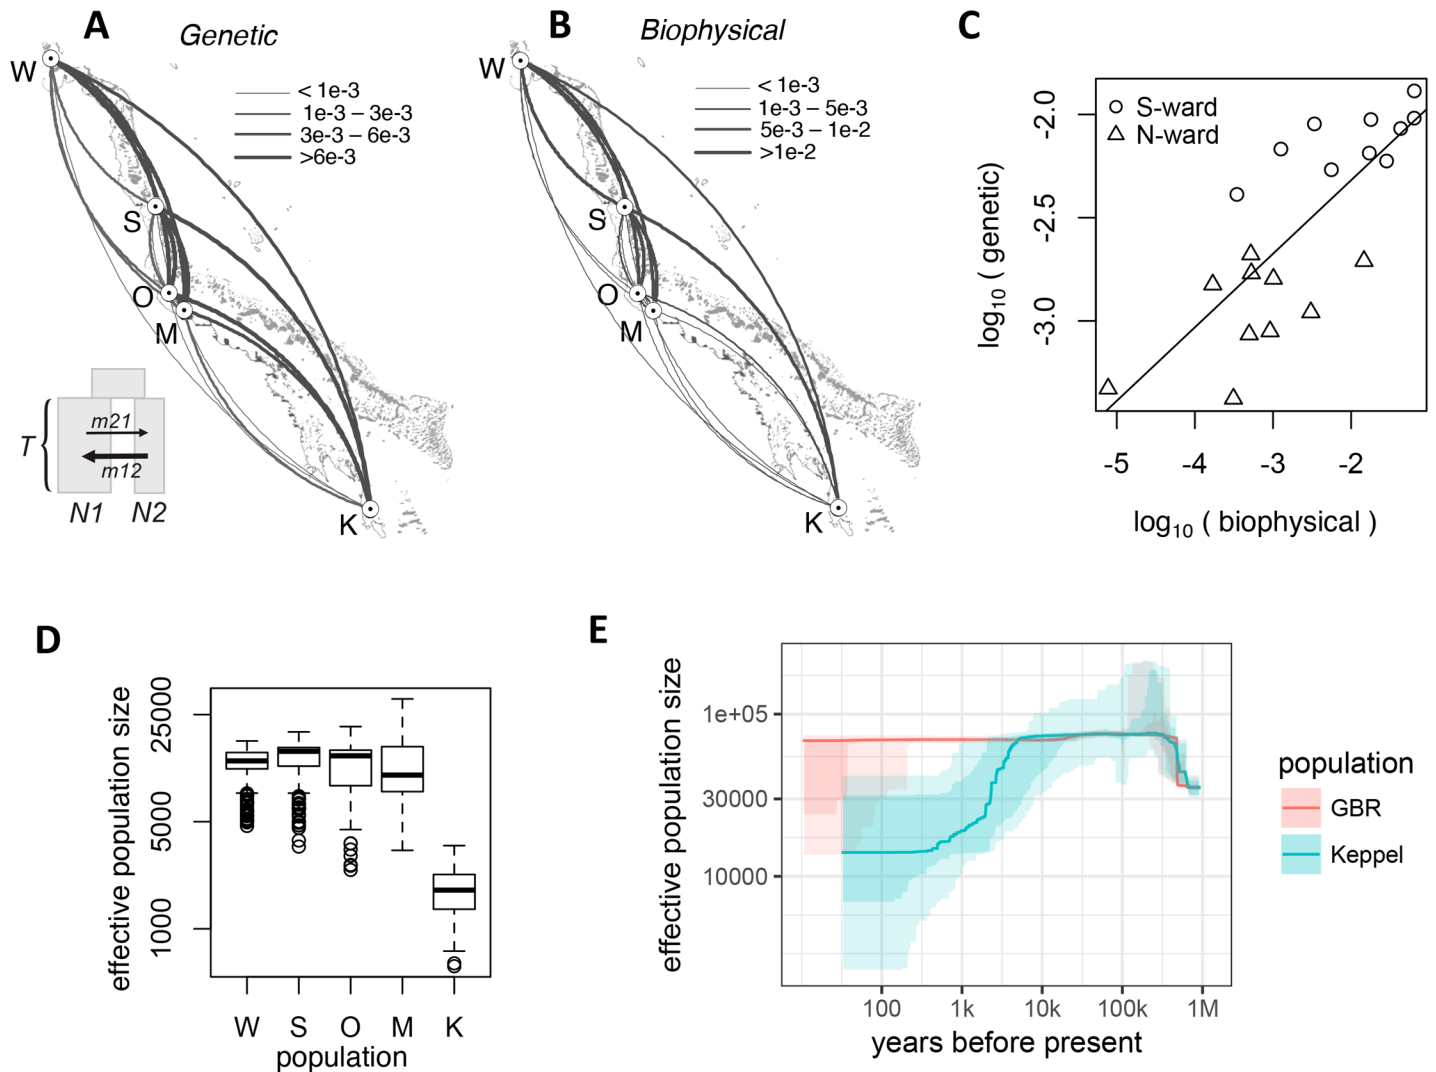 A
Genetic
< 1e-3
1e-3 – 3e-3
3e-3 – 6e-3
>6e-3
W
S
O
M
K
T
m21
m12
N1
N2
B
Biophysical
< 1e-3
1e-3 – 5e-3
5e-3 – 1e-2
>1e-2
W
S
O
M
K
C
S-ward
N-ward
log10 ( genetic)
-2.0
-2.5
-3.0
-5 -4 -3 -2
log10 ( biophysical )
D
effective population size
25000
5000
1000
W S O M K
population
E
effective population size
1e+05
30000
10000
100 1k 10k 100k 1M
years before present
population
GBR
Keppel